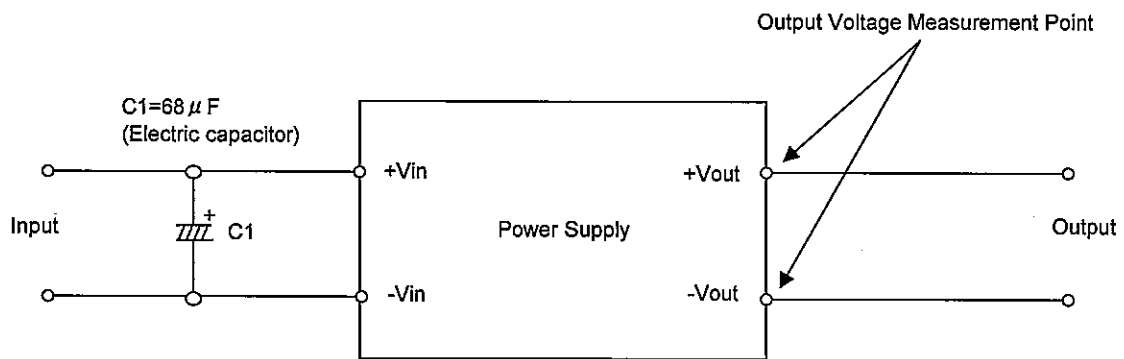 Output Voltage Measurement Point
C1=68μF
(Electric capacitor)
+Vin
+Vout
Input
+
C1
Power Supply
Output
-Vin
-Vout